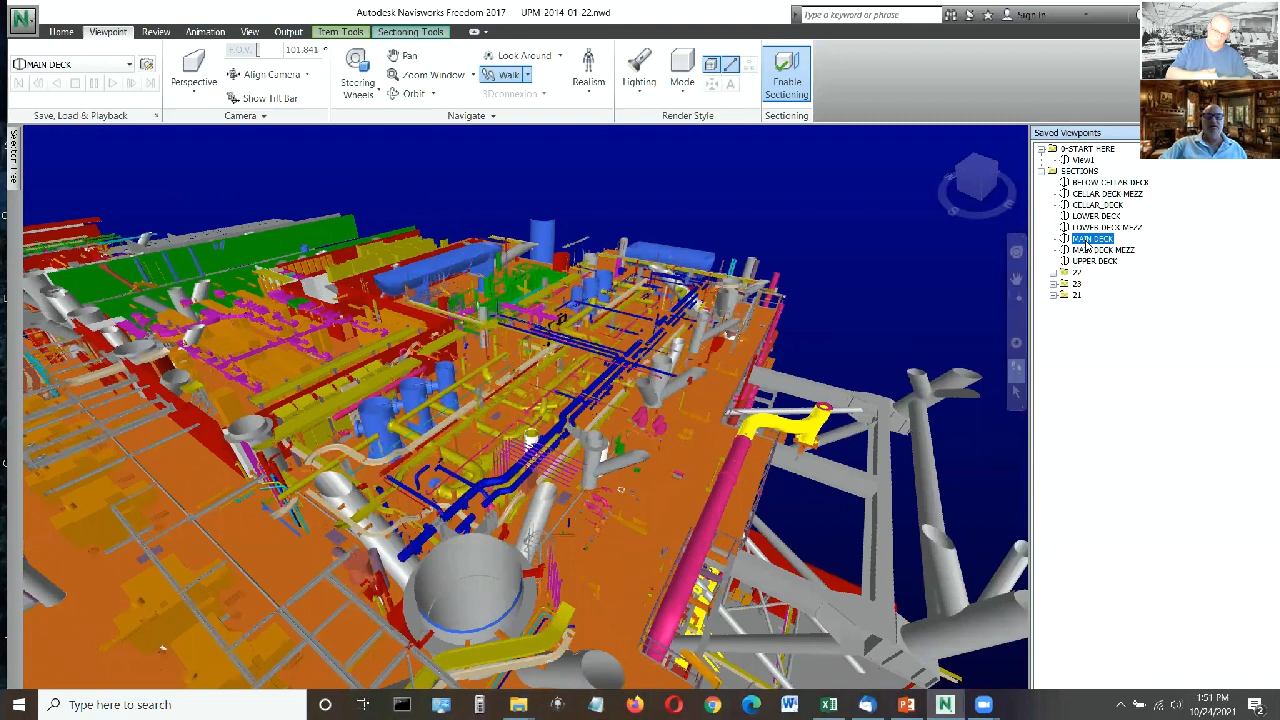 Autodesk Navisworks Freedom 2017 UPM-2014-01-22.nwd
Type a keyword or phrase
Sign In
Home Viewpoint Review Animation View Output Item Tools Sectioning Tools
MAIN DECK
F.O.V. 101.841 °
Perspective
Align Camera
Show Tilt Bar
Steering Wheels
Pan
Zoom Window
Orbit
Look Around
Walk
3Dconnexion
Realism
Lighting
Mode
Enable Sectioning
Save, Load & Playback
Camera
Navigate
Render Style
Sectioning
Selection Tree
Saved Viewpoints
0-START HERE
View1
SECTIONS
BELOW CELLAR DECK
CELLAR DECK MEZZ
CELLAR_DECK
LOWER DECK
LOWER DECK MEZZ
MAIN DECK
MAIN DECK MEZZ
UPPER DECK
22
23
21
Type here to search
1:51 PM
10/24/2021
2